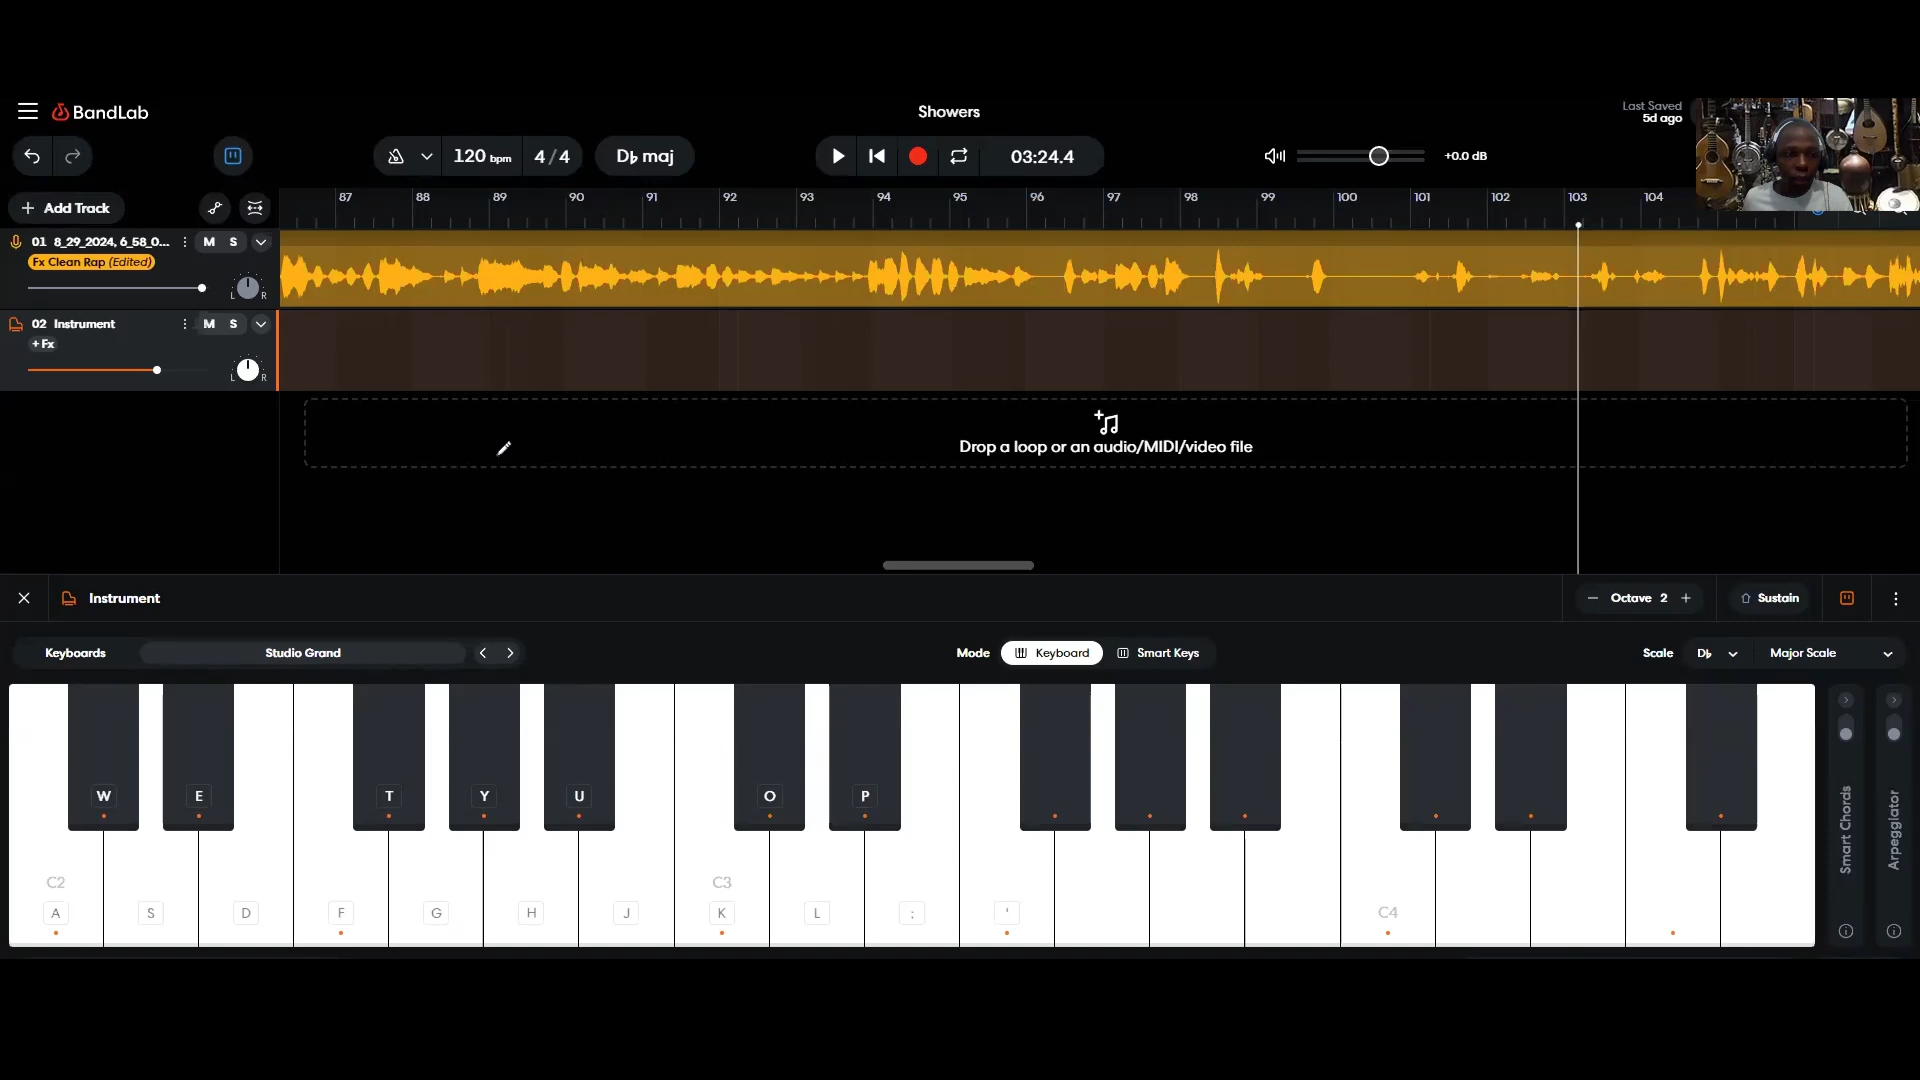 BandLab
Showers
Last Saved
5d ago
120 bpm
4/4
D♭ maj
03:24.4
+0.0 dB
Add Track
87 88 89 90 91 92 93 94 95 96 97 98 99 100 101 102 103 104
01 8_29_2024, 6_58_0... M S
Fx Clean Rap (Edited)
L R
02 Instrument M S
+ Fx
L R
Drop a loop or an audio/MIDI/video file
Instrument
Octave 2
Sustain
Keyboards
Studio Grand
Mode
Keyboard
Smart Keys
Scale
D♭
Major Scale
W E T Y U O P
C2 C3 C4
A S D F G H J K L ; '
Smart Chords
Arpeggiator